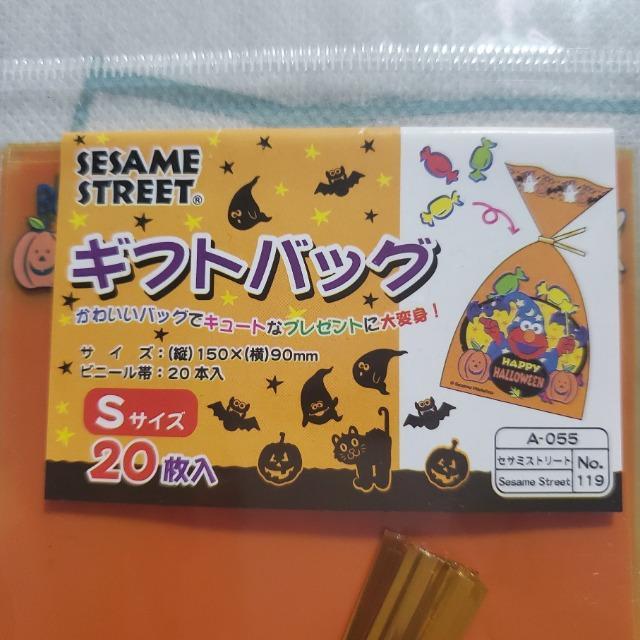 SESAME
STREET®
ギフトバッグ
かわいいバッグでキュートなプレゼントに大変身!
サイズ:(縦)150×(横)90mm
ビニール帯:20本入
Sサイズ
20枚入
HAPPY
HALLOWEEN
A-055
セサミストリート
Sesame Street
No.
119